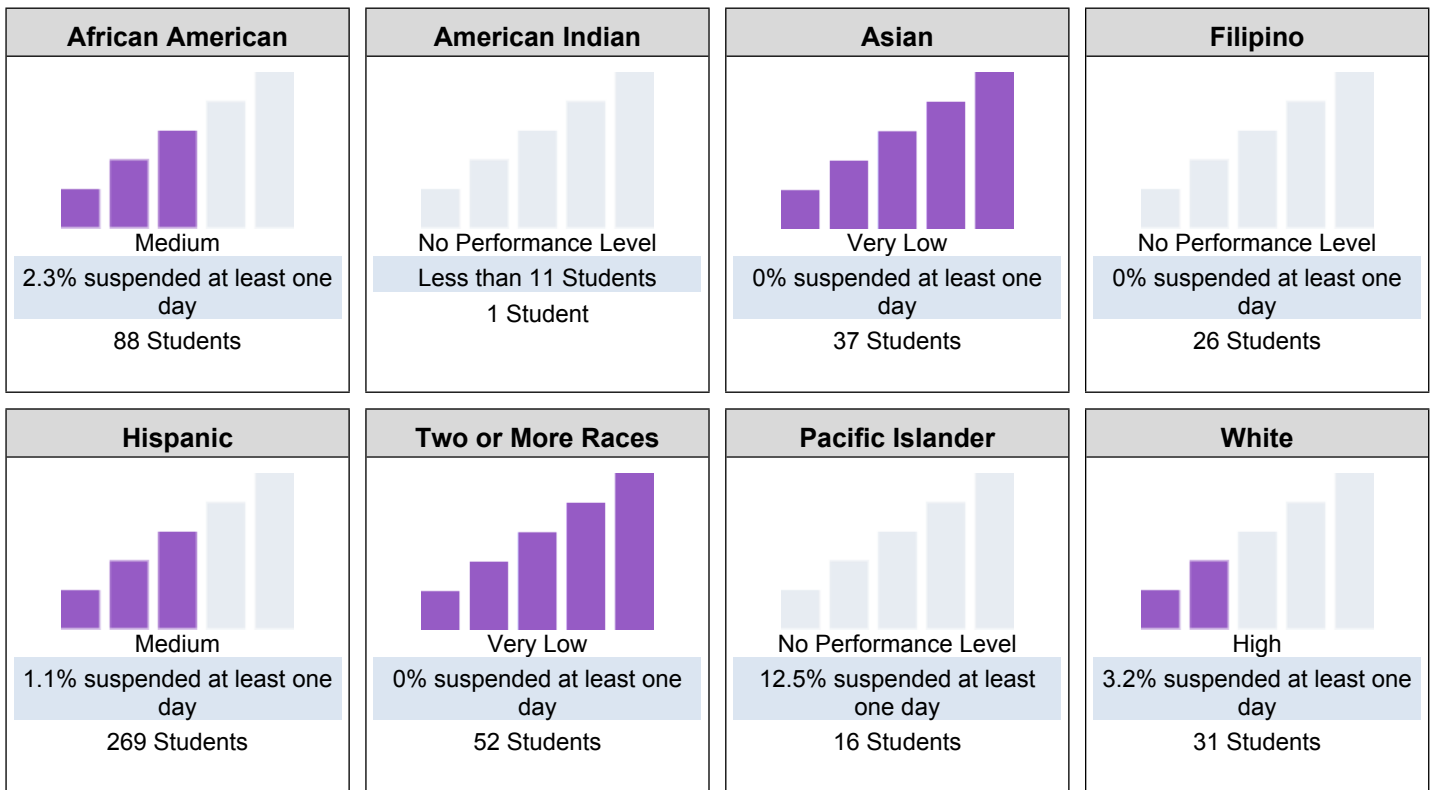 African American
Medium
2.3% suspended at least one
day
88 Students
American Indian
No Performance Level
Less than 11 Students
1 Student
Asian
Very Low
0% suspended at least one
day
37 Students
Filipino
No Performance Level
0% suspended at least one
day
26 Students
Hispanic
Medium
1.1% suspended at least one
day
269 Students
Two or More Races
Very Low
0% suspended at least one
day
52 Students
Pacific Islander
No Performance Level
12.5% suspended at least
one day
16 Students
White
High
3.2% suspended at least one
day
31 Students